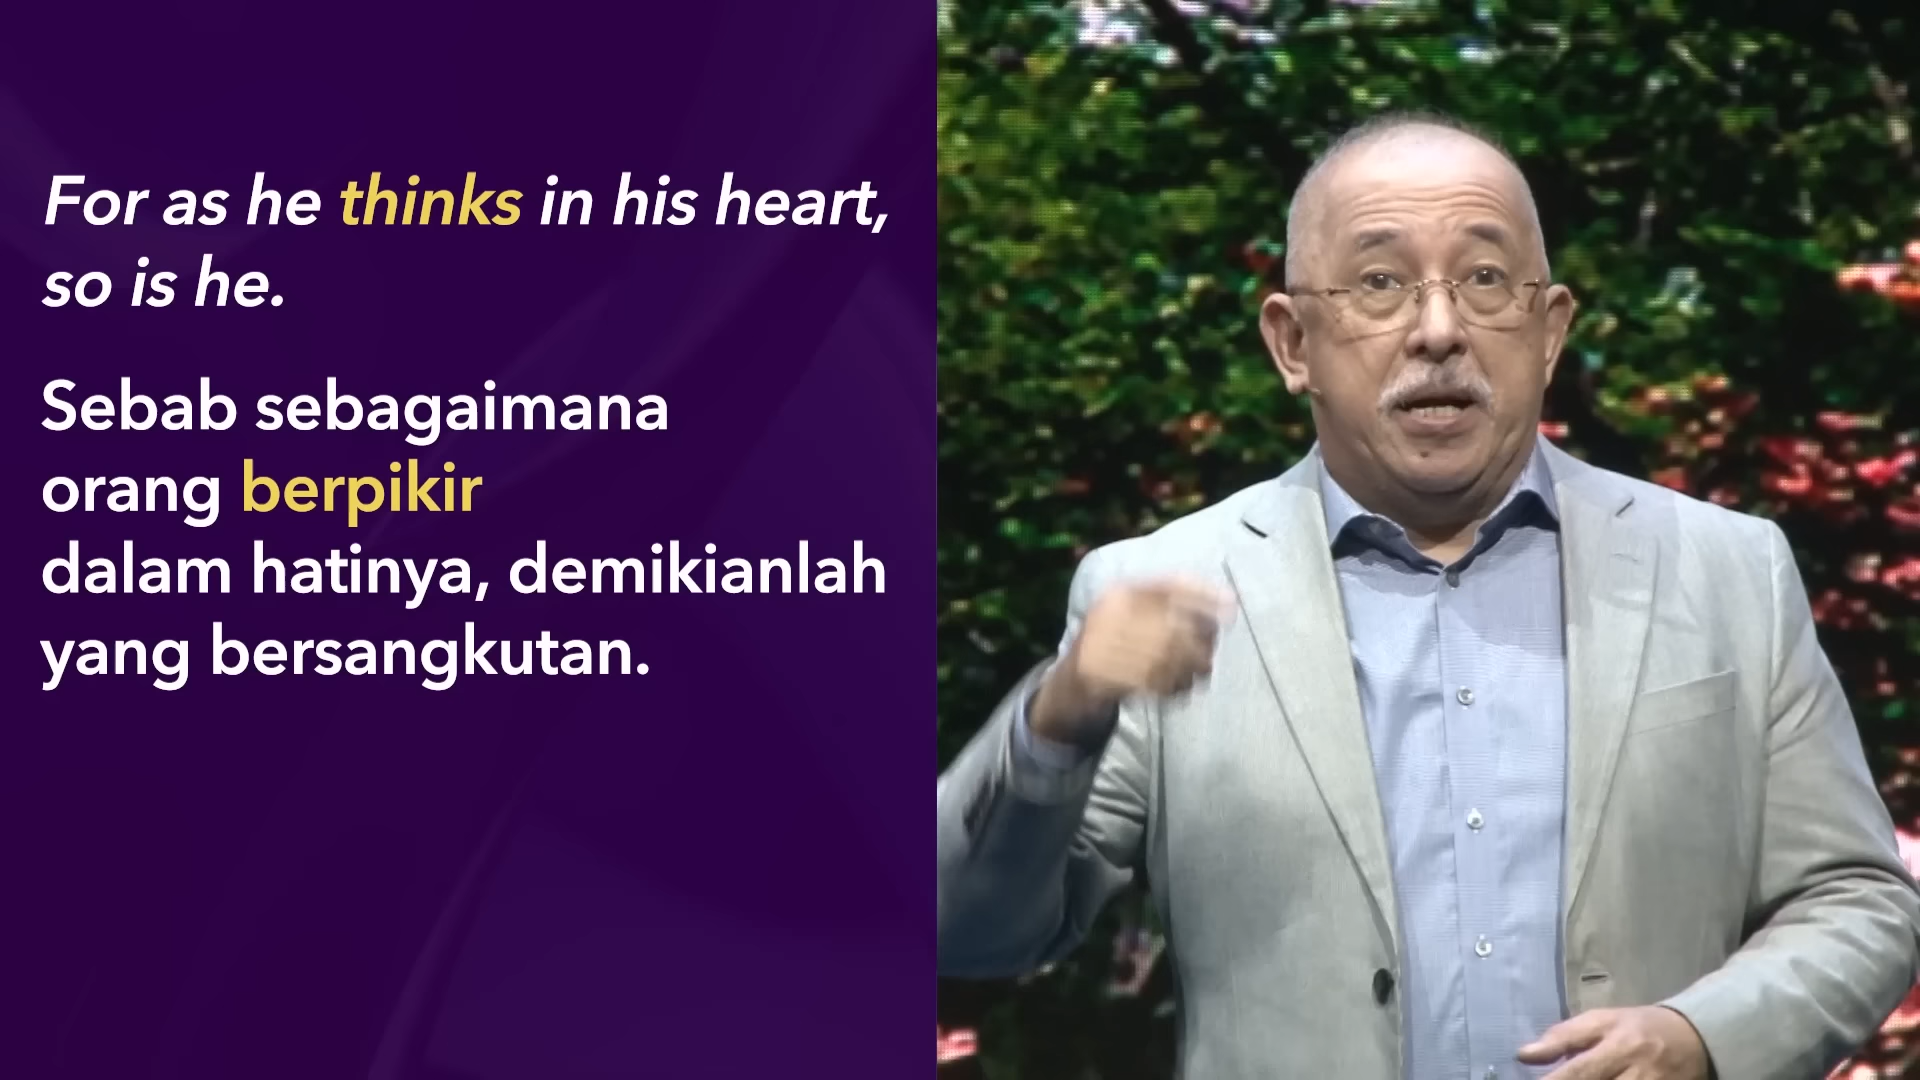 For as he thinks in his heart,
so is he.
Sebab sebagaimana
orang berpikir
dalam hatinya, demikianlah
yang bersangkutan.